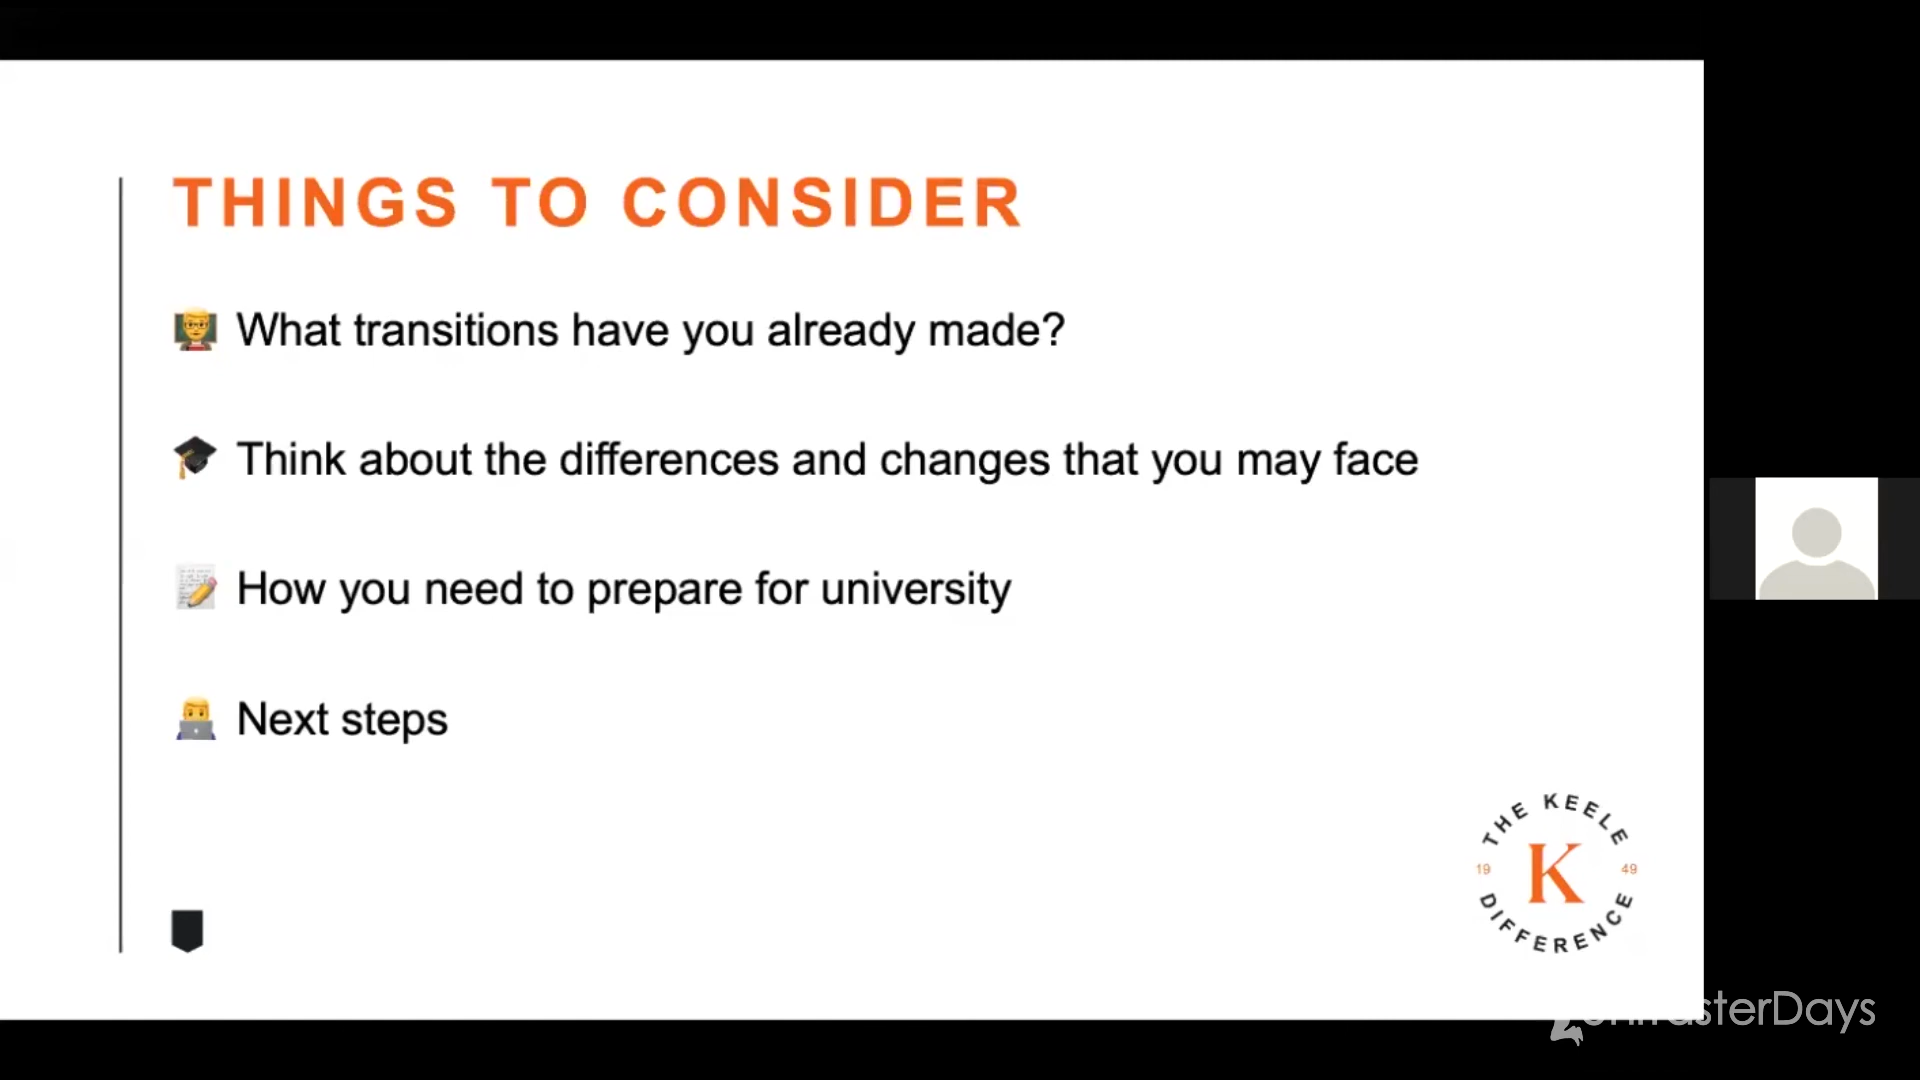 THINGS TO CONSIDER
What transitions have you already made?
Think about the differences and changes that you may face
How you need to prepare for university
Next steps
THE KEELE
19 K 49
DIFFERENCE
UniTasterDays